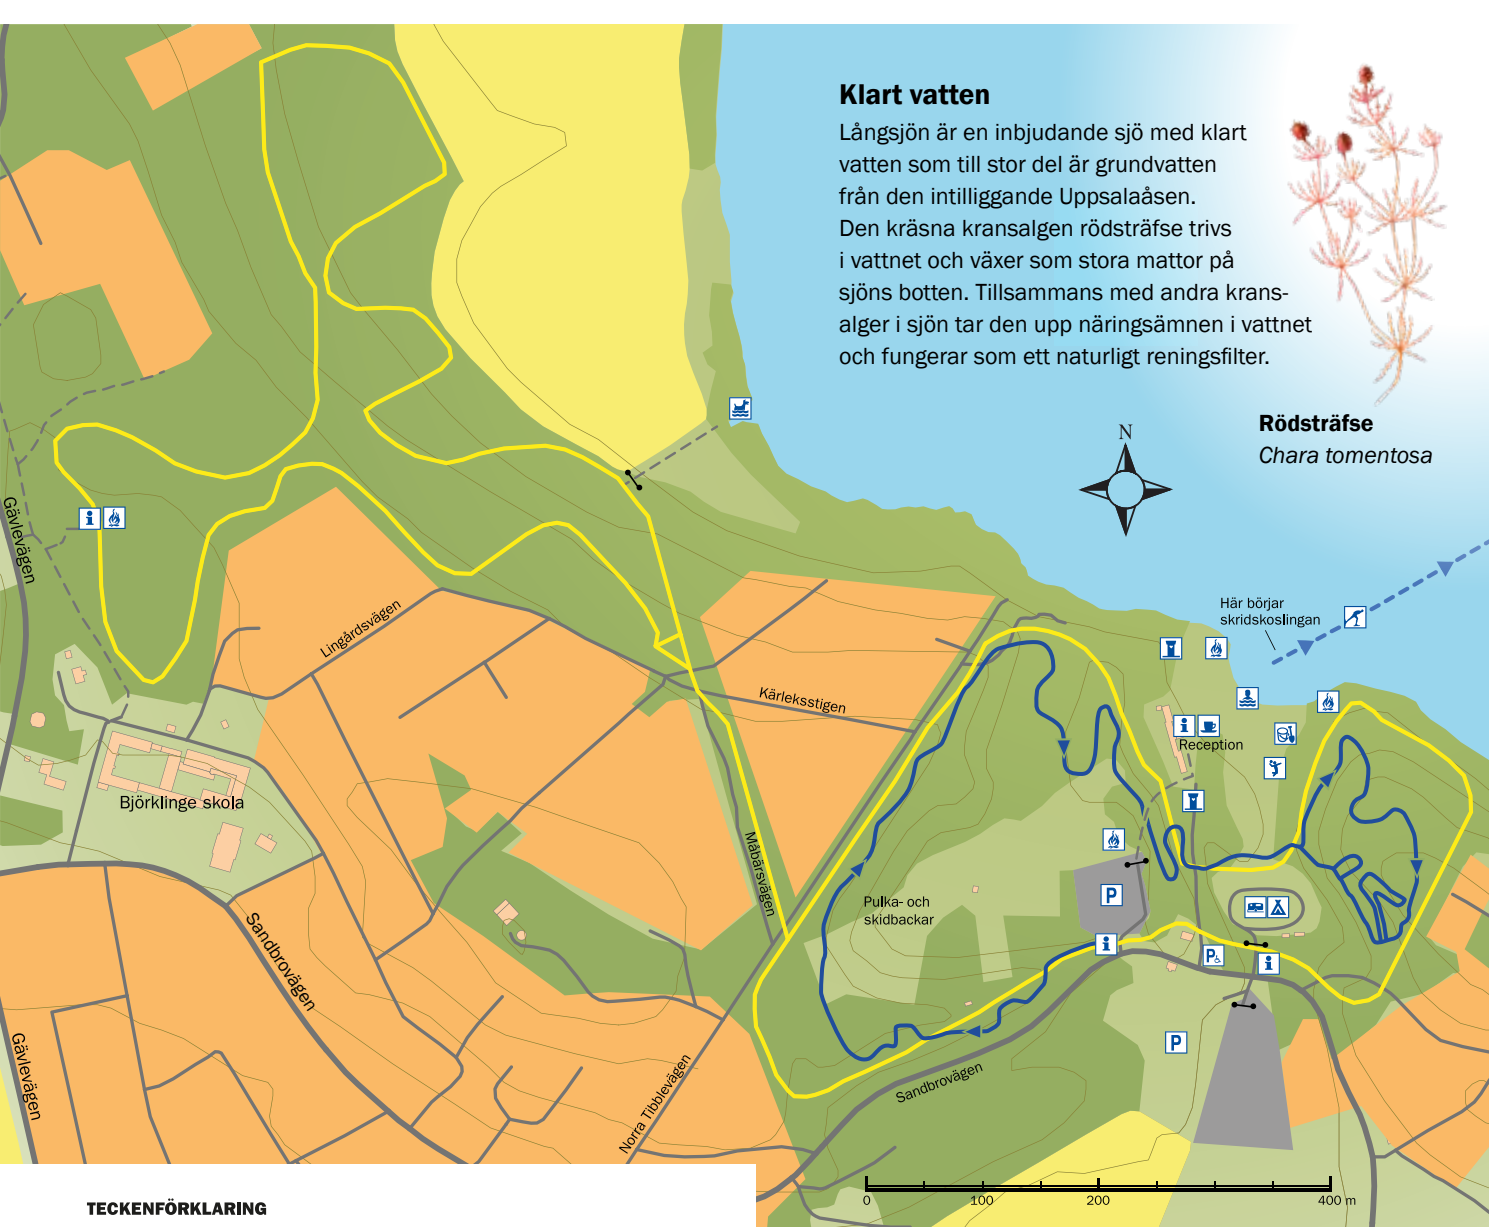 Klart vatten
Långsjön är en inbjudande sjö med klart
vatten som till stor del är grundvatten
från den intilliggande Uppsalaåsen.
Den kräsna kransalgen rödsträfse trivs
i vattnet och växer som stora mattor på
sjöns botten. Tillsammans med andra krans-
alger i sjön tar den upp näringsämnen i vattnet
och fungerar som ett naturligt reningsfilter.
Rödsträfse
Chara tomentosa
N
Gävlevägen
i
Här börjar
skridskoslingan
Lingårdsvägen
Kärleksstigen
i
Reception
Björklinge skola
Måbärsvägen
Pulka- och
skidbackar
P
Sandbrovägen
i
P
i
Gävlevägen
P
Sandbrovägen
Norra Tibblevägen
0 100 200 400 m
TECKENFÖRKLARING